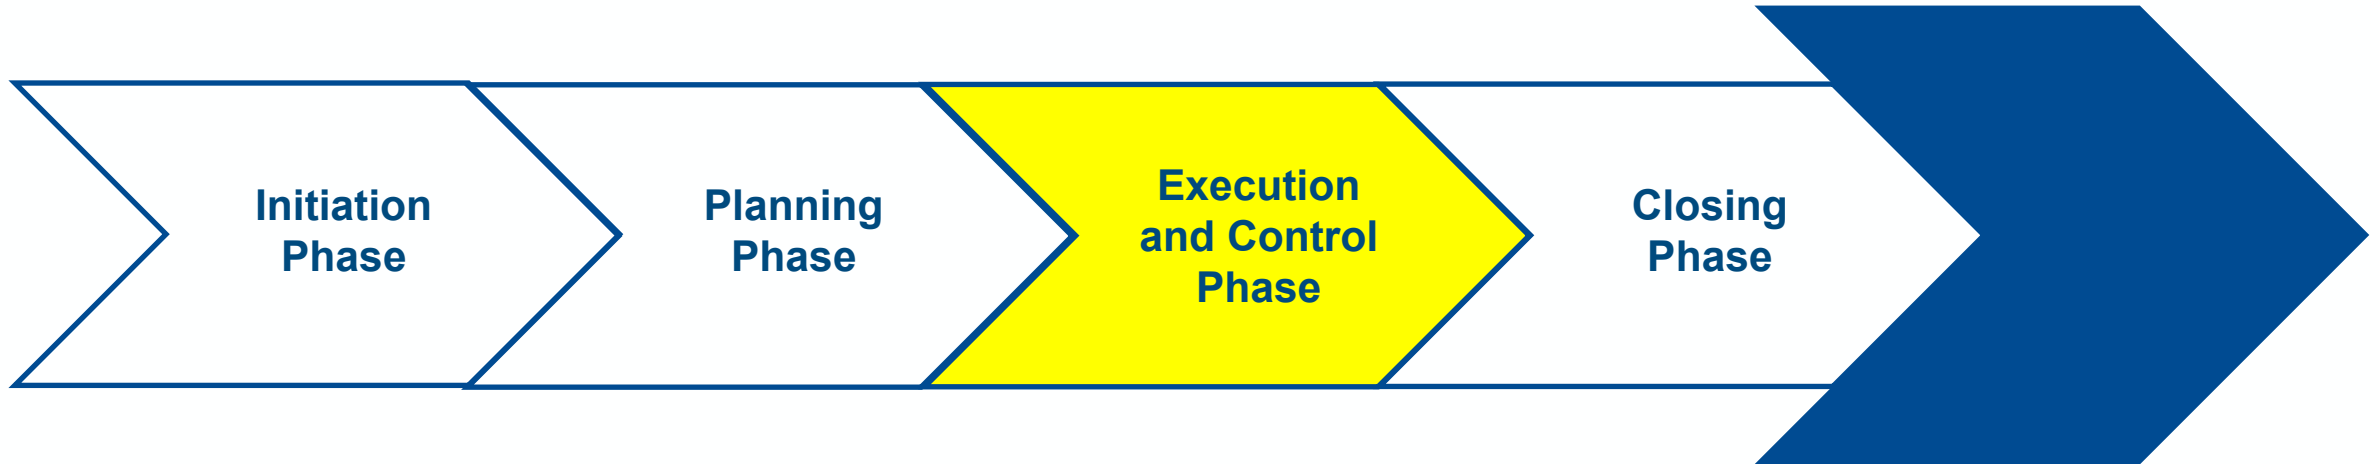 Initiation
Phase
Planning
Phase
Execution
and Control
Phase
Closing
Phase